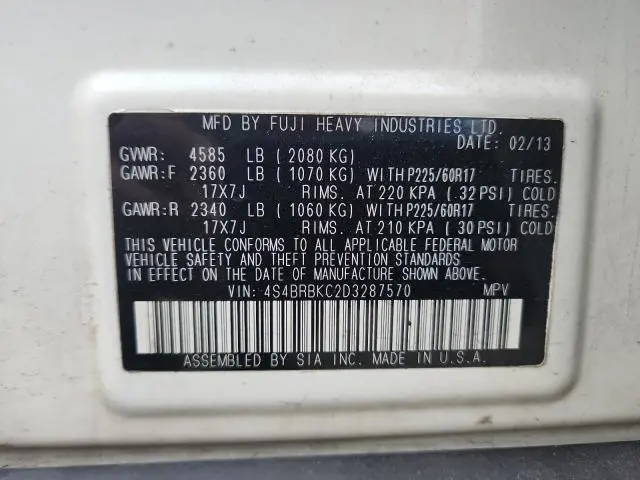 MFD BY FUJI HEAVY INDUSTRIES LTD.
DATE: 02/13
GVWR: 4585 LB ( 2080 KG)
GAWR:F 2360 LB ( 1070 KG) WITH P225/60R17 TIRES.
17X7J RIMS. AT 220 KPA ( 32 PSI) COLD
GAWR:R 2340 LB ( 1060 KG) WITH P225/60R17 TIRES.
17X7J RIMS. AT 210 KPA ( 30 PSI) COLD
THIS VEHICLE CONFORMS TO ALL APPLICABLE FEDERAL MOTOR
VEHICLE SAFETY AND THEFT PREVENTION STANDARDS
IN EFFECT ON THE DATE OF MANUFACTURE SHOWN ABOVE.
VIN: 4S4BRBKC2D3287570 MPV
ASSEMBLED BY SIA INC. MADE IN U.S.A.